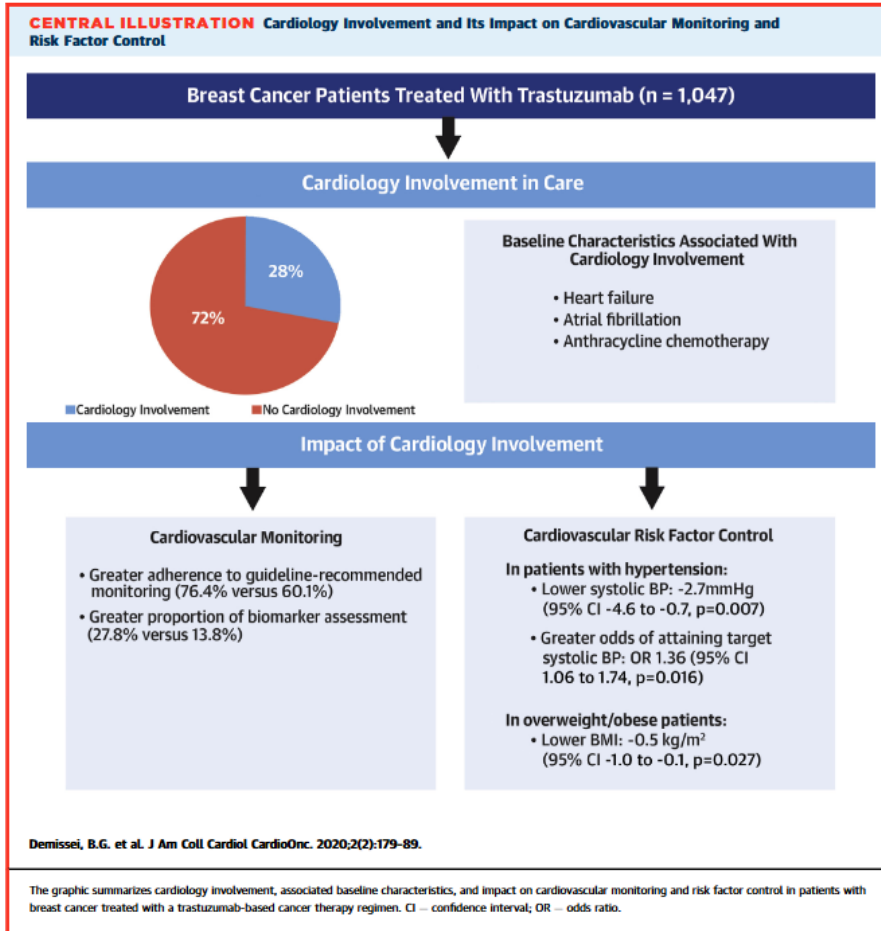 CENTRAL ILLUSTRATION Cardiology Involvement and Its Impact on Cardiovascular Monitoring and
Risk Factor Control
Breast Cancer Patients Treated With Trastuzumab (n = 1,047)
Cardiology Involvement in Care
28%
72%
Cardiology Involvement
No Cardiology Involvement
Baseline Characteristics Associated With
Cardiology Involvement
• Heart failure
• Atrial fibrillation
• Anthracycline chemotherapy
Impact of Cardiology Involvement
Cardiovascular Monitoring
• Greater adherence to guideline-recommended
monitoring (76.4% versus 60.1%)
• Greater proportion of biomarker assessment
(27.8% versus 13.8%)
Cardiovascular Risk Factor Control
In patients with hypertension:
• Lower systolic BP: -2.7mmHg
(95% CI -4.6 to -0.7, p=0.007)
• Greater odds of attaining target
systolic BP: OR 1.36 (95% CI
1.06 to 1.74, p=0.016)
In overweight/obese patients:
• Lower BMI: -0.5 kg/m²
(95% CI -1.0 to -0.1, p=0.027)
Demissei, B.G. et al. J Am Coll Cardiol CardioOnc. 2020;2(2):179–89.
The graphic summarizes cardiology involvement, associated baseline characteristics, and impact on cardiovascular monitoring and risk factor control in patients with
breast cancer treated with a trastuzumab-based cancer therapy regimen. CI = confidence interval; OR = odds ratio.